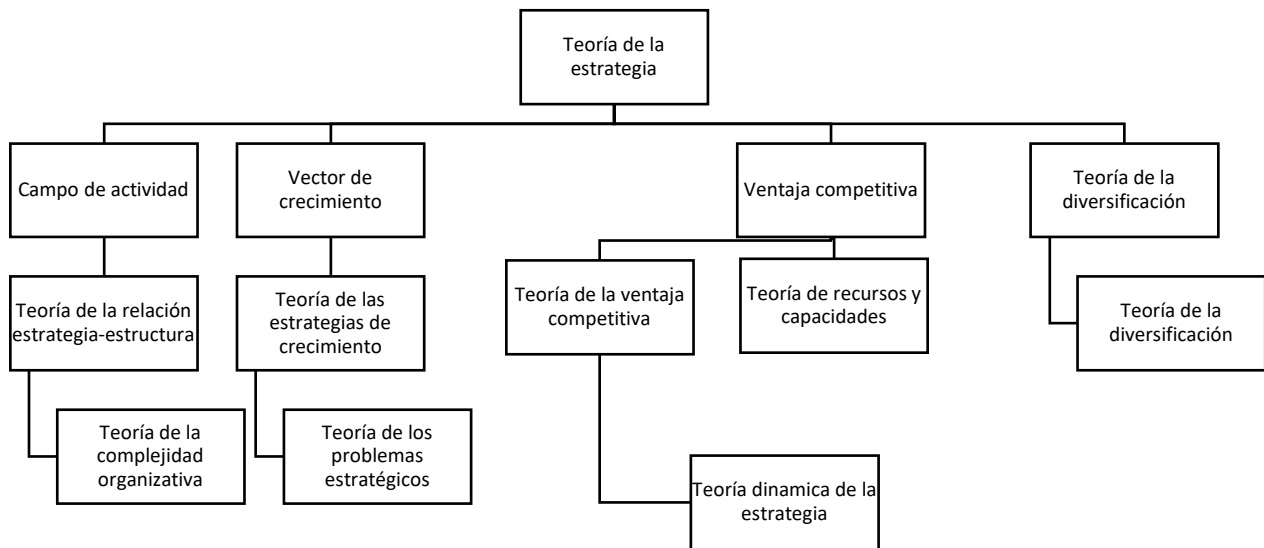 Teoría de la
estrategia
Campo de actividad
Vector de
crecimiento
Ventaja competitiva
Teoría de la
diversificación
Teoría de la relación
estrategia-estructura
Teoría de las
estrategias de
crecimiento
Teoría de la ventaja
competitiva
Teoría de recursos y
capacidades
Teoría de la
diversificación
Teoría de la
complejidad
organizativa
Teoría de los
problemas
estratégicos
Teoría dinamica de la
estrategia